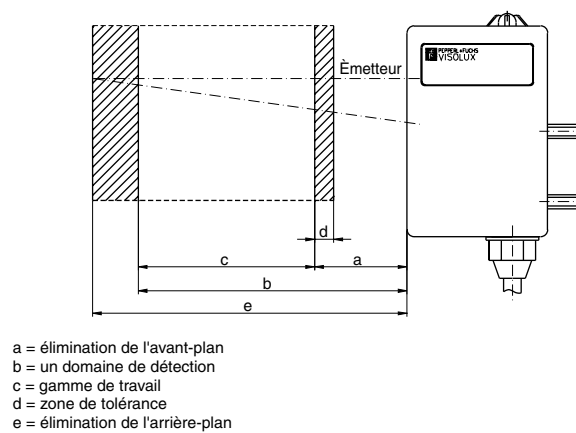 PEPPERL+FUCHS
VISOLUX
Èmetteur
d
c
a
b
e
a = élimination de l'avant-plan
b = un domaine de détection
c = gamme de travail
d = zone de tolérance
e = élimination de l'arrière-plan